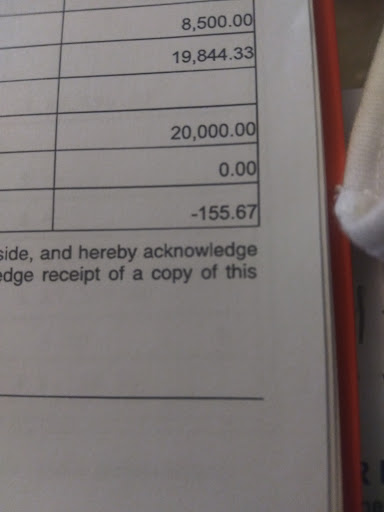 8,500.00
19,844.33
20,000.00
0.00
-155.67
side, and hereby acknowledge
edge receipt of a copy of this